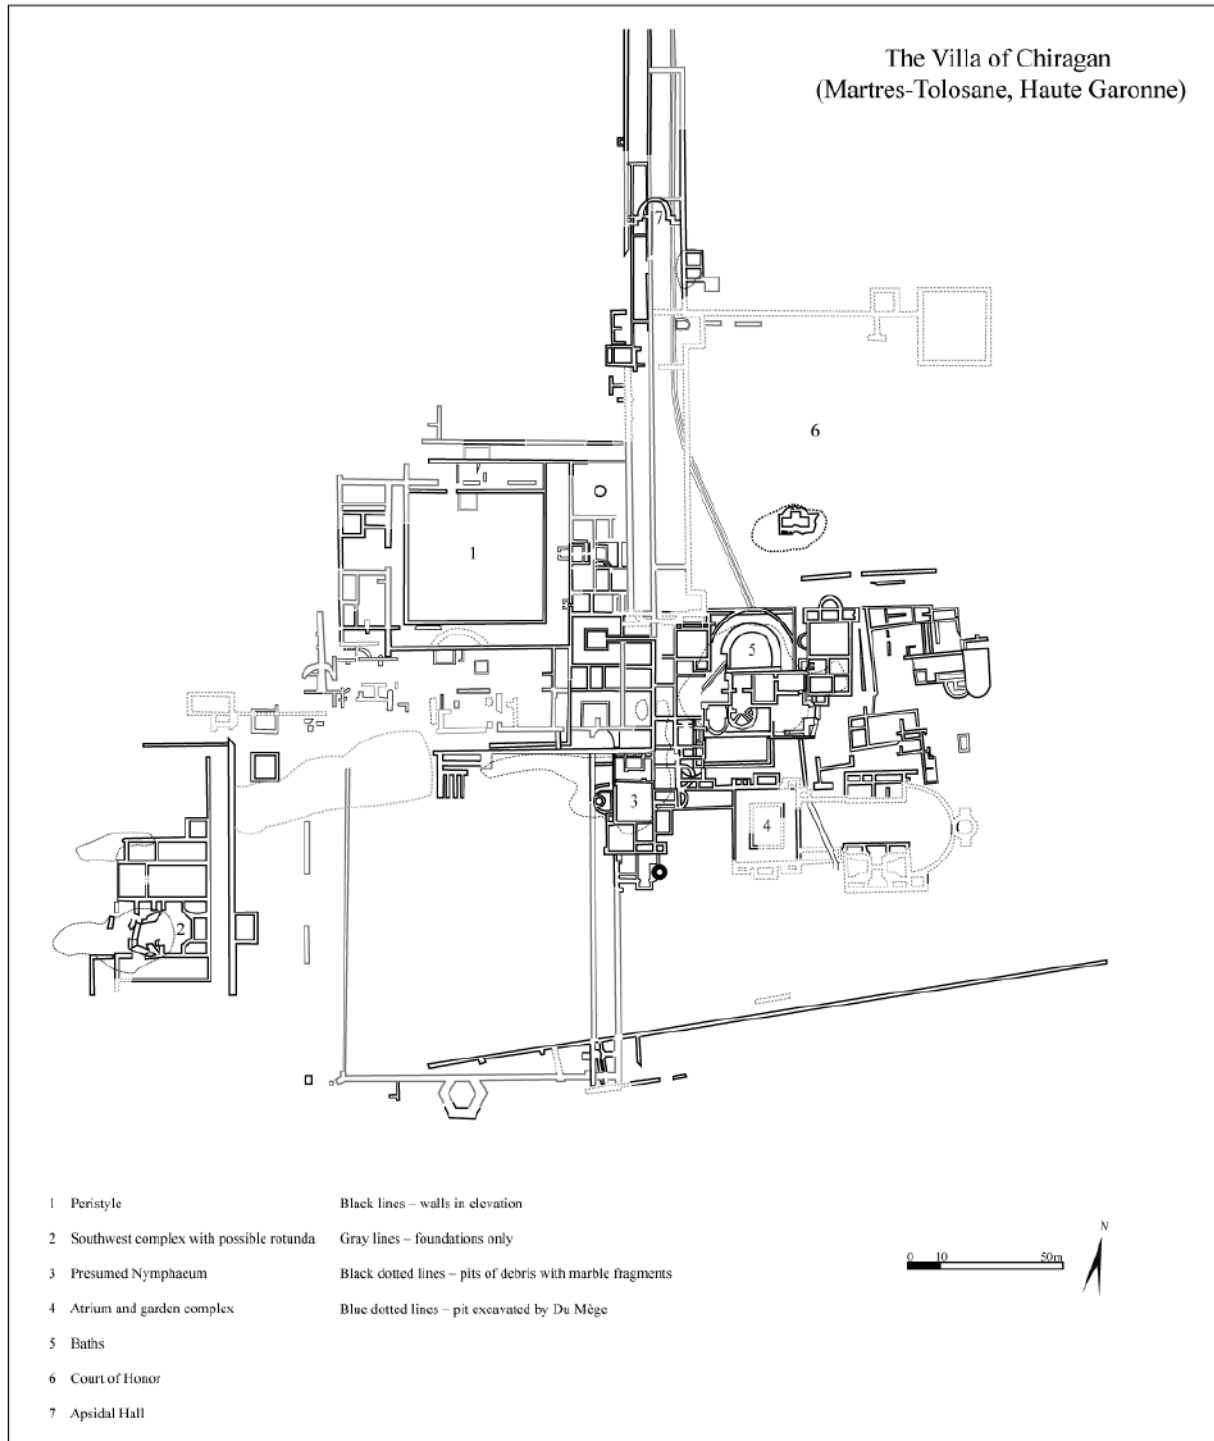 The Villa of Chiragan
(Martres-Tolosane, Haute Garonne)
7
6
1
5
3
4
2
1 Peristyle
2 Southwest complex with possible rotunda
3 Presumed Nymphaeum
4 Atrium and garden complex
5 Baths
6 Court of Honor
7 Apsidal Hall
Black lines – walls in elevation
Gray lines – foundations only
Black dotted lines – pits of debris with marble fragments
Blue dotted lines – pit excavated by Du Mège
N
0 10 50m